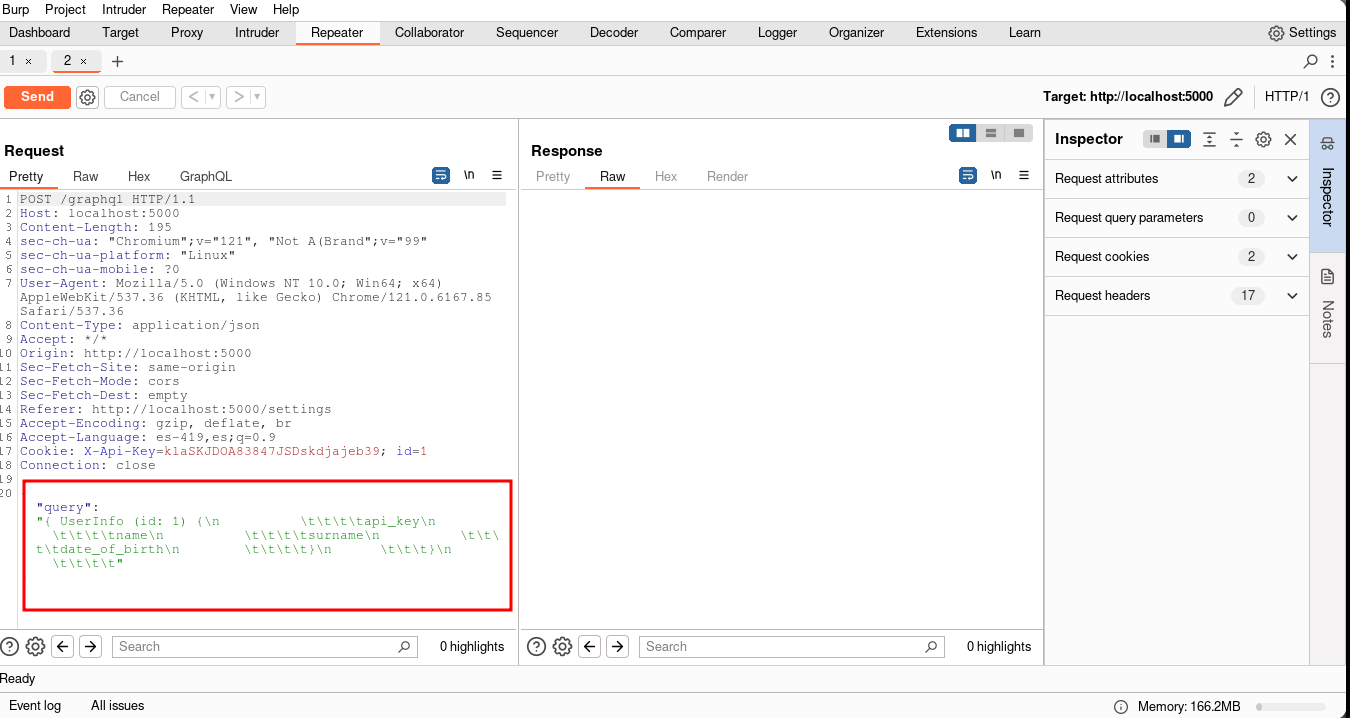 Burp Project Intruder Repeater View Help
Dashboard Target Proxy Intruder Repeater Collaborator Sequencer Decoder Comparer Logger Organizer Extensions Learn Settings
1 × 2 × +
Send Cancel < > Target: http://localhost:5000 HTTP/1 ?
Request
Pretty Raw Hex GraphQL \n
1 POST /graphql HTTP/1.1
2 Host: localhost:5000
3 Content-Length: 195
4 sec-ch-ua: "Chromium";v="121", "Not A(Brand";v="99"
5 sec-ch-ua-platform: "Linux"
6 sec-ch-ua-mobile: ?0
7 User-Agent: Mozilla/5.0 (Windows NT 10.0; Win64; x64)
AppleWebKit/537.36 (KHTML, like Gecko) Chrome/121.0.6167.85
Safari/537.36
8 Content-Type: application/json
9 Accept: */*
10 Origin: http://localhost:5000
11 Sec-Fetch-Site: same-origin
12 Sec-Fetch-Mode: cors
13 Sec-Fetch-Dest: empty
14 Referer: http://localhost:5000/settings
15 Accept-Encoding: gzip, deflate, br
16 Accept-Language: es-419,es;q=0.9
17 Cookie: X-Api-Key=klaSKJDOA83847JSDskdjajeb39; id=1
18 Connection: close
19
20
"query":
"{ UserInfo (id: 1) {\n \t\t\t\tapi_key\n
\t\t\t\tname\n \t\t\t\tsurname\n \t\t\
t\tdate_of_birth\n \t\t\t\t}\n \t\t\t}\n
\t\t\t\t"
? Search 0 highlights
Response
Pretty Raw Hex Render \n
? Search 0 highlights
Inspector
Request attributes 2
Request query parameters 0
Request cookies 2
Request headers 17
Inspector
Notes
Ready
Event log All issues Memory: 166.2MB